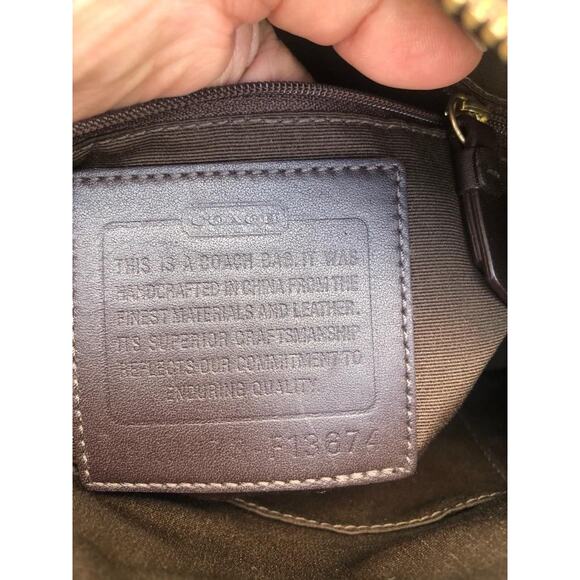 COACH
THIS IS A COACH BAG. IT WAS
HANDCRAFTED IN CHINA FROM THE
FINEST MATERIALS AND LEATHER.
ITS SUPERIOR CRAFTSMANSHIP
REFLECTS OUR COMMITMENT TO
ENDURING QUALITY.
F13674